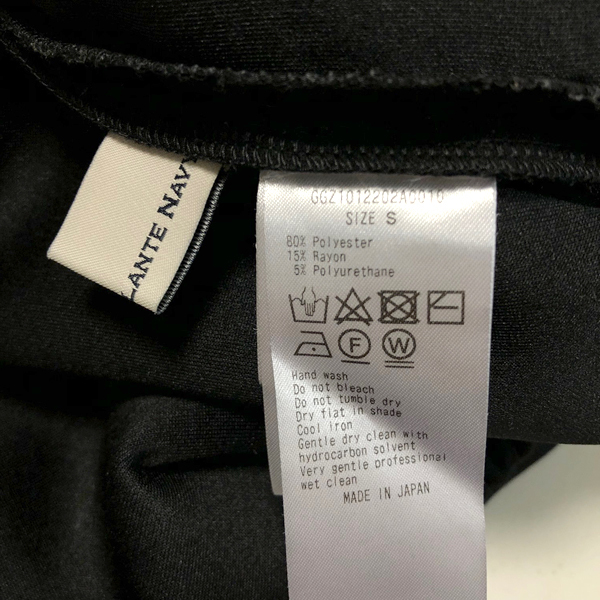 LANTE NAVY
GGZ1012202A0010
SIZE S
80% Polyester
15% Rayon
5% Polyurethane
F
W
Hand wash
Do not bleach
Do not tumble dry
Dry flat in shade
Cool iron
Gentle dry clean with
hydrocarbon solvent
Very gentle professional
wet clean
MADE IN JAPAN